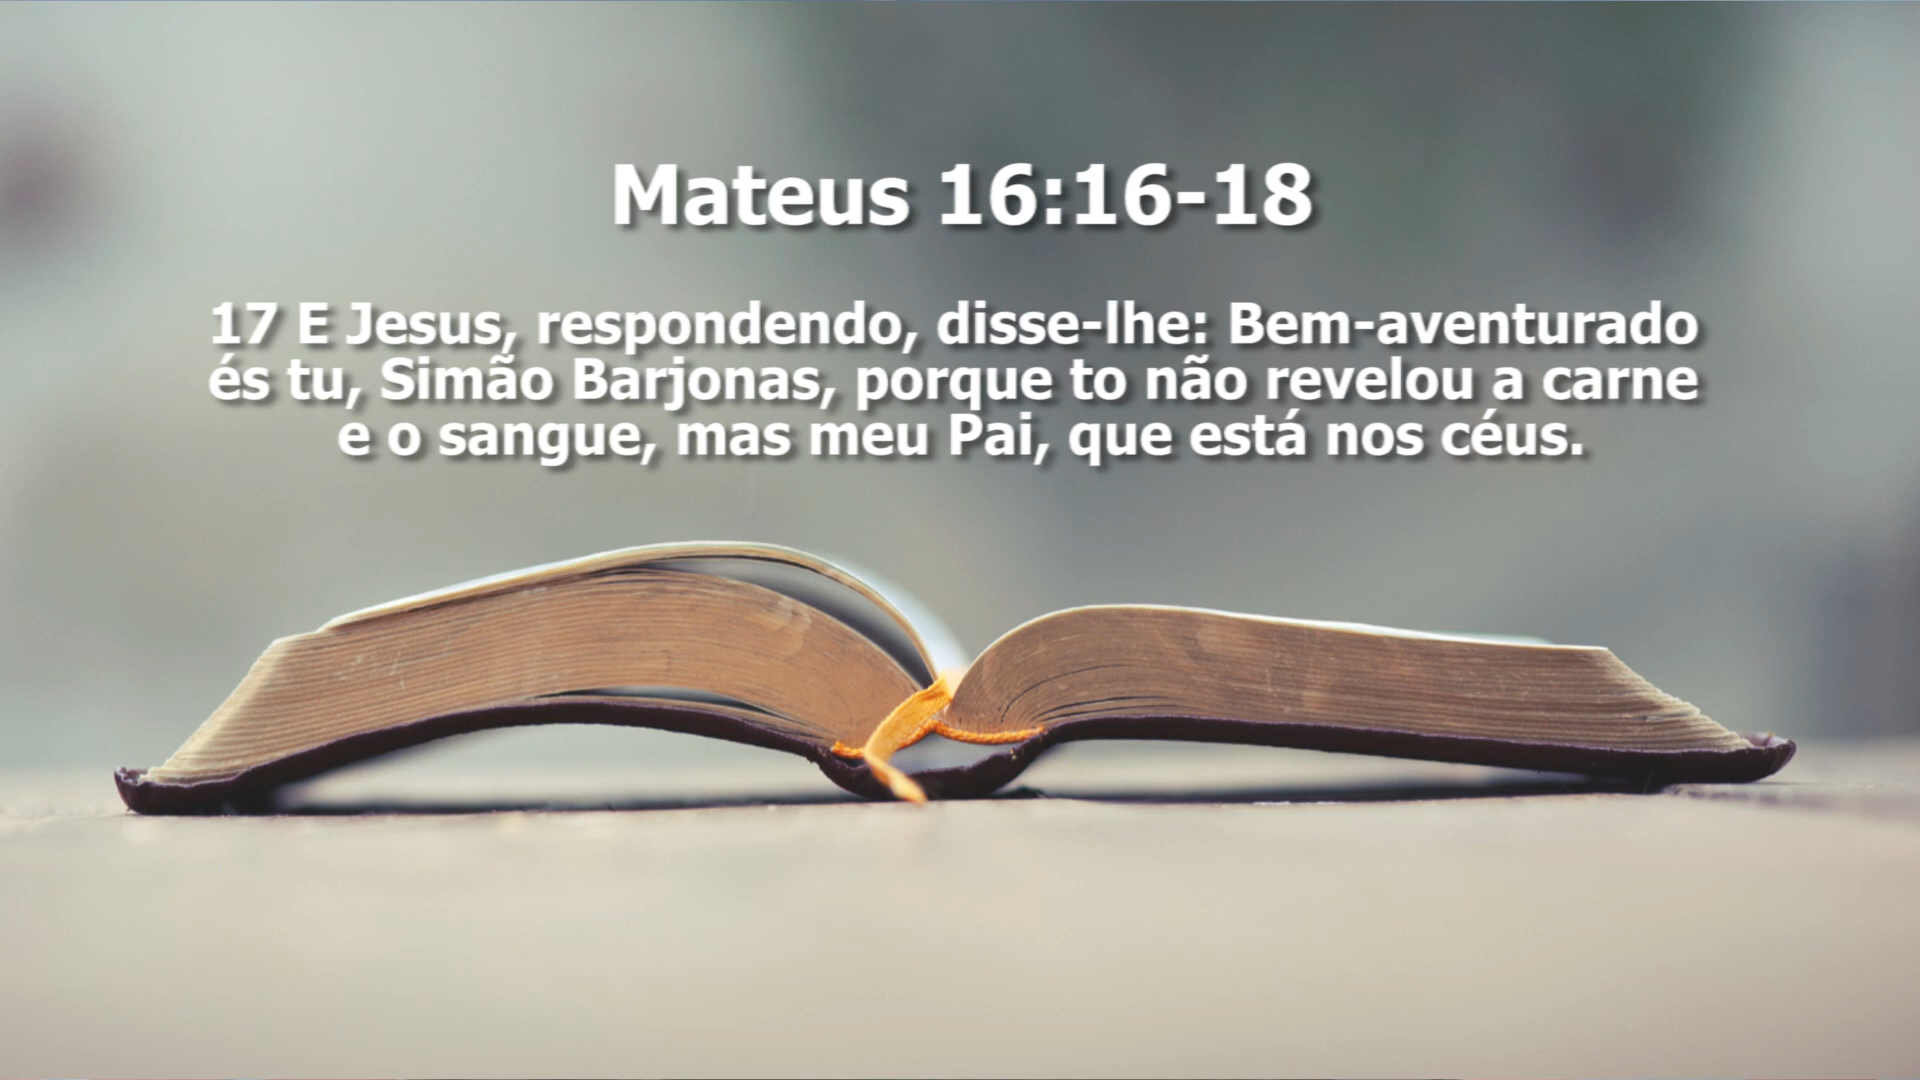 Mateus 16:16-18
17 E Jesus, respondendo, disse-lhe: Bem-aventurado
és tu, Simão Barjonas, porque to não revelou a carne
e o sangue, mas meu Pai, que está nos céus.